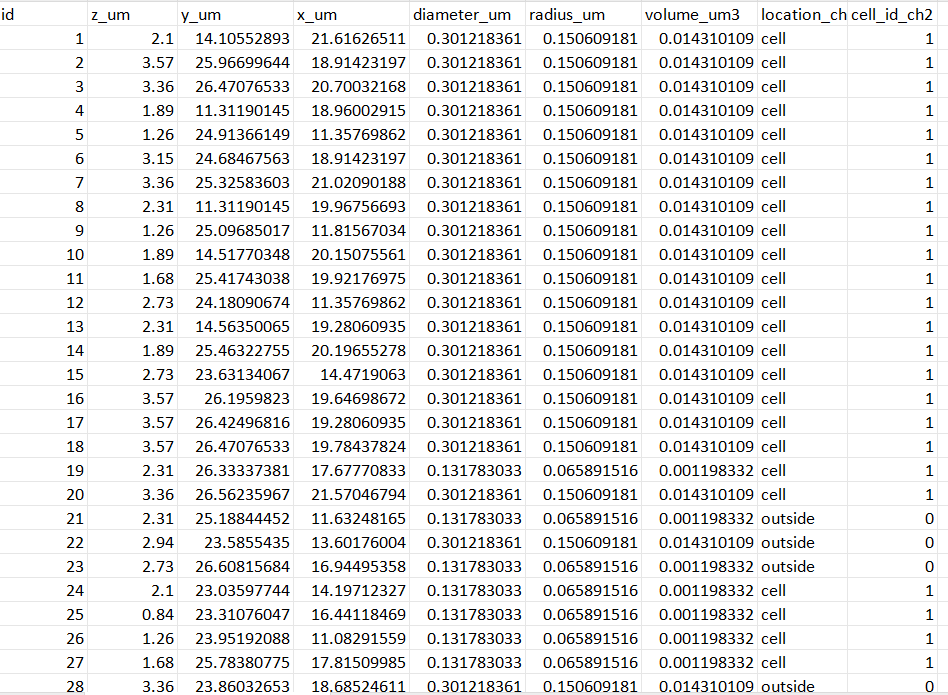 id z_um y_um x_um diameter_um radius_um volume_um3 location_ch cell_id_ch2
1 2.1 14.10552893 21.61626511 0.301218361 0.150609181 0.014310109 cell 1
2 3.57 25.96699644 18.91423197 0.301218361 0.150609181 0.014310109 cell 1
3 3.36 26.47076533 20.70032168 0.301218361 0.150609181 0.014310109 cell 1
4 1.89 11.31190145 18.96002915 0.301218361 0.150609181 0.014310109 cell 1
5 1.26 24.91366149 11.35769862 0.301218361 0.150609181 0.014310109 cell 1
6 3.15 24.68467563 18.91423197 0.301218361 0.150609181 0.014310109 cell 1
7 3.36 25.32583603 21.02090188 0.301218361 0.150609181 0.014310109 cell 1
8 2.31 11.31190145 19.96756693 0.301218361 0.150609181 0.014310109 cell 1
9 1.26 25.09685017 11.81567034 0.301218361 0.150609181 0.014310109 cell 1
10 1.89 14.51770348 20.15075561 0.301218361 0.150609181 0.014310109 cell 1
11 1.68 25.41743038 19.92176975 0.301218361 0.150609181 0.014310109 cell 1
12 2.73 24.18090674 11.35769862 0.301218361 0.150609181 0.014310109 cell 1
13 2.31 14.56350065 19.28060935 0.301218361 0.150609181 0.014310109 cell 1
14 1.89 25.46322755 20.19655278 0.301218361 0.150609181 0.014310109 cell 1
15 2.73 23.63134067 14.4719063 0.301218361 0.150609181 0.014310109 cell 1
16 3.57 26.1959823 19.64698672 0.301218361 0.150609181 0.014310109 cell 1
17 3.57 26.42496816 19.28060935 0.301218361 0.150609181 0.014310109 cell 1
18 3.57 26.47076533 19.78437824 0.301218361 0.150609181 0.014310109 cell 1
19 2.31 26.33337381 17.67770833 0.131783033 0.065891516 0.001198332 cell 1
20 3.36 26.56235967 21.57046794 0.301218361 0.150609181 0.014310109 cell 1
21 2.31 25.18844452 11.63248165 0.131783033 0.065891516 0.001198332 outside 0
22 2.94 23.5855435 13.60176004 0.301218361 0.150609181 0.014310109 outside 0
23 2.73 26.60815684 16.94495358 0.131783033 0.065891516 0.001198332 outside 0
24 2.1 23.03597744 14.19712327 0.131783033 0.065891516 0.001198332 cell 1
25 0.84 23.31076047 16.44118469 0.131783033 0.065891516 0.001198332 cell 1
26 1.26 23.95192088 11.08291559 0.131783033 0.065891516 0.001198332 cell 1
27 1.68 25.78380775 17.81509985 0.131783033 0.065891516 0.001198332 cell 1
28 3.36 23.86032653 18.68524611 0.301218361 0.150609181 0.014310109 outside 0